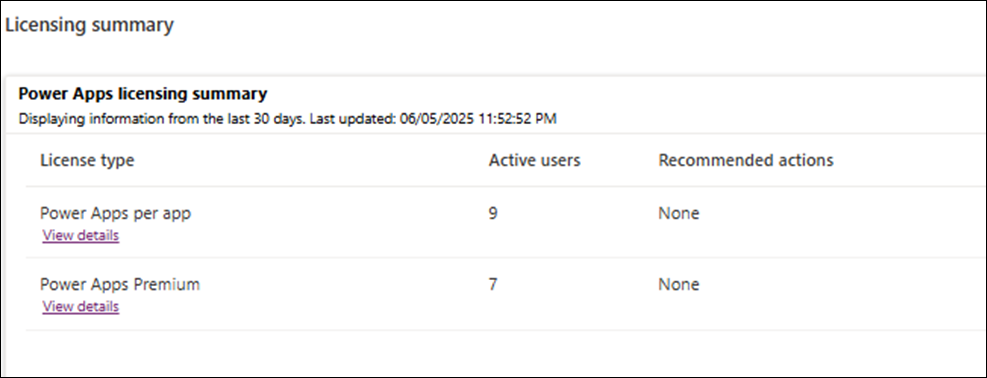 Licensing summary
Power Apps licensing summary
Displaying information from the last 30 days. Last updated: 06/05/2025 11:52:52 PM
License type Active users Recommended actions
Power Apps per app 9 None
View details
Power Apps Premium 7 None
View details